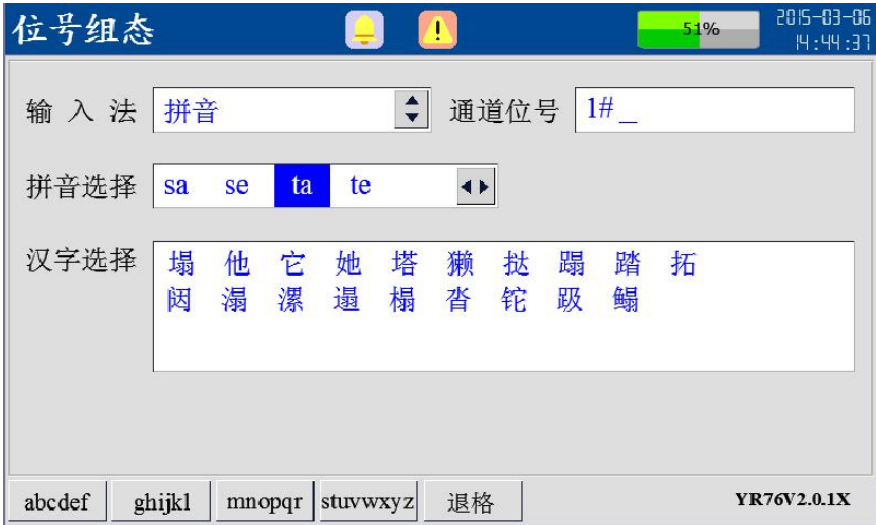 位号组态 51% 2015-03-06
14:44:37
输入法 拼音 通道位号 1#_
拼音选择 sa se ta te
汉字选择 塌 他 它 她 塔 獭 挞 蹋 踏 拓
闼 溻 漯 遢 榻 沓 铊 趿 鳎
abcdef ghijkl mnopqr stuvwxyz 退格 YR76V2.0.1X